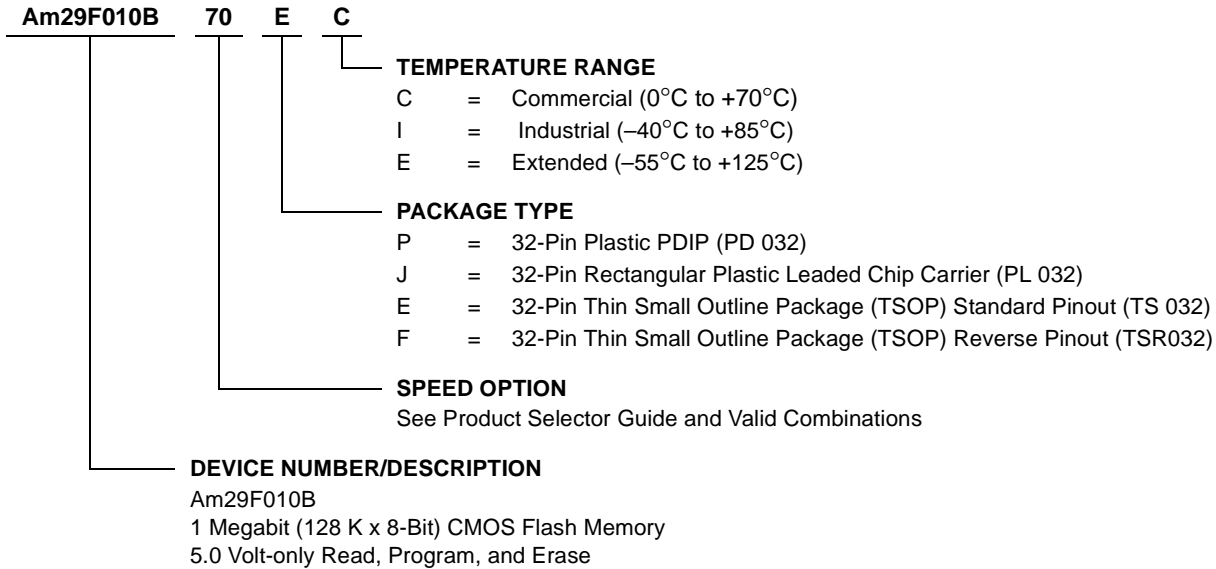 Am29F010B 70 E C
TEMPERATURE RANGE
C = Commercial (0°C to +70°C)
I = Industrial (–40°C to +85°C)
E = Extended (–55°C to +125°C)
PACKAGE TYPE
P = 32-Pin Plastic PDIP (PD 032)
J = 32-Pin Rectangular Plastic Leaded Chip Carrier (PL 032)
E = 32-Pin Thin Small Outline Package (TSOP) Standard Pinout (TS 032)
F = 32-Pin Thin Small Outline Package (TSOP) Reverse Pinout (TSR032)
SPEED OPTION
See Product Selector Guide and Valid Combinations
DEVICE NUMBER/DESCRIPTION
Am29F010B
1 Megabit (128 K x 8-Bit) CMOS Flash Memory
5.0 Volt-only Read, Program, and Erase